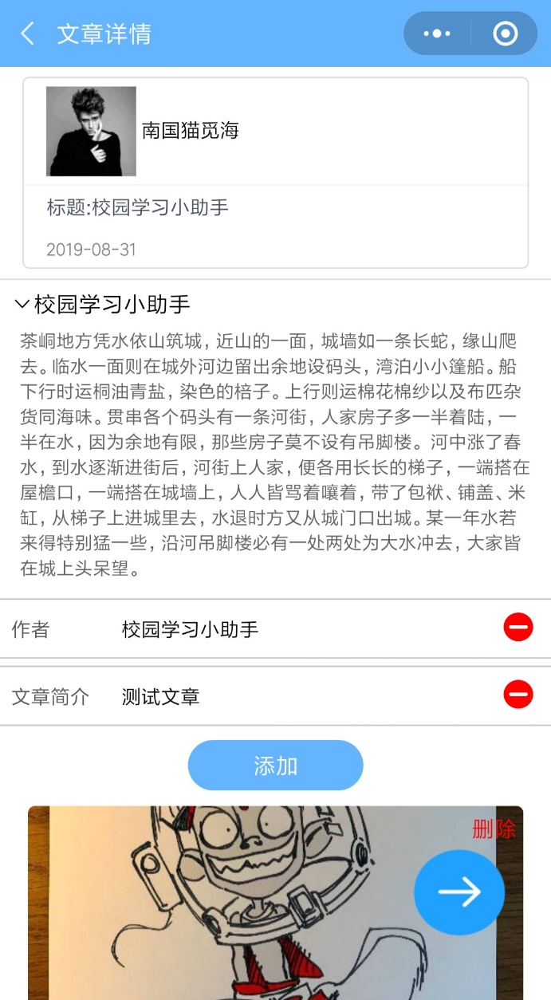 文章详情
南国猫觅海
标题:校园学习小助手
2019-08-31
校园学习小助手
茶峒地方凭水依山筑城，近山的一面，城墙如一条长蛇，缘山爬
去。临水一面则在城外河边留出余地设码头，湾泊小小篷船。船
下行时运桐油青盐，染色的棓子。上行则运棉花棉纱以及布匹杂
货同海味。贯串各个码头有一条河街，人家房子多一半着陆，一
半在水，因为余地有限，那些房子莫不设有吊脚楼。河中涨了春
水，到水逐渐进街后，河街上人家，便各用长长的梯子，一端搭在
屋檐口，一端搭在城墙上，人人皆骂着嚷着，带了包袱、铺盖、米
缸，从梯子上进城里去，水退时方又从城门口出城。某一年水若
来得特别猛一些，沿河吊脚楼必有一处两处为大水冲去，大家皆
在城上头呆望。
作者 校园学习小助手
文章简介 测试文章
添加
删除